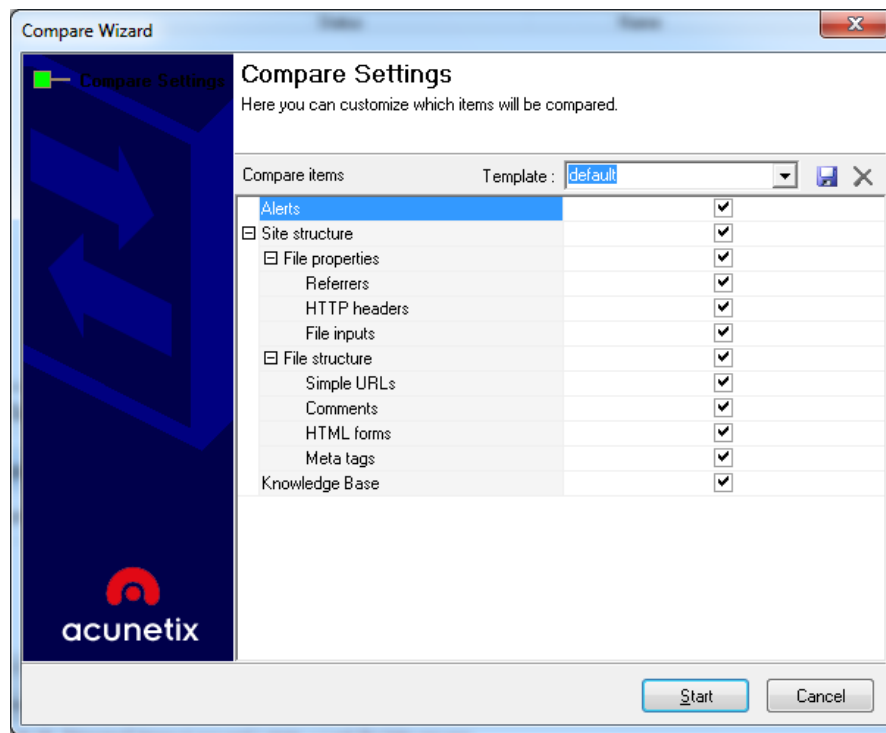 Compare Wizard
Compare Settings
Compare Settings
Here you can customize which items will be compared.
Compare items Template : default
Alerts
Site structure
File properties
Referrers
HTTP headers
File inputs
File structure
Simple URLs
Comments
HTML forms
Meta tags
Knowledge Base
acunetix
Start Cancel